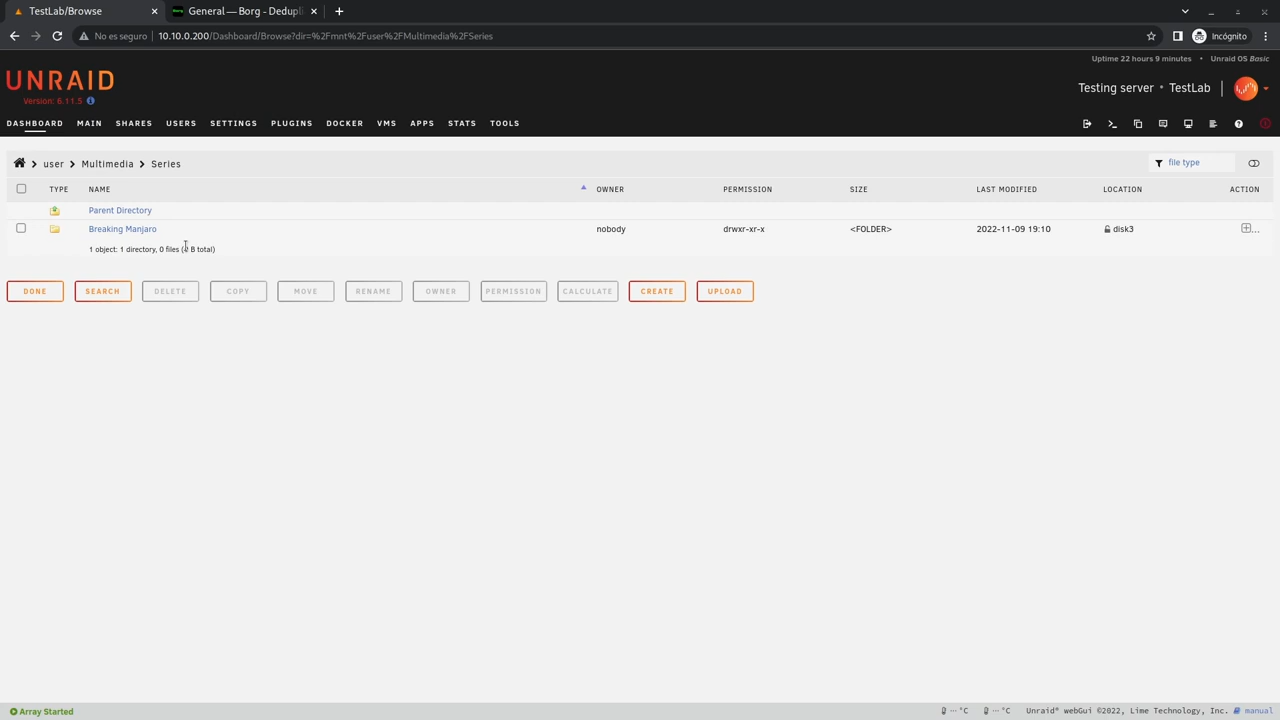 TestLab/Browse
General — Borg - Dedupli
No es seguro
10.10.0.200/Dashboard/Browse?dir=%2Fmnt%2Fuser%2FMultimedia%2FSeries
Incógnito
Uptime 22 hours 9 minutes • Unraid OS Basic
UNRAID
Version: 6.11.5
Testing server • TestLab
DASHBOARD MAIN SHARES USERS SETTINGS PLUGINS DOCKER VMS APPS STATS TOOLS
user > Multimedia > Series
file type
TYPE NAME OWNER PERMISSION SIZE LAST MODIFIED LOCATION ACTION
Parent Directory
Breaking Manjaro nobody drwxr-xr-x <FOLDER> 2022-11-09 19:10 disk3 ...
1 object: 1 directory, 0 files (0 B total)
DONE SEARCH DELETE COPY MOVE RENAME OWNER PERMISSION CALCULATE CREATE UPLOAD
Array Started
··· °C ··· °C Unraid® webGui ©2022, Lime Technology, Inc. manual